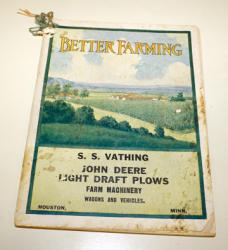 BETTER FARMING
S. S. VATHING
JOHN DEERE
LIGHT DRAFT PLOWS
FARM MACHINERY
WAGONS AND VEHICLES.
HOUSTON, MINN.